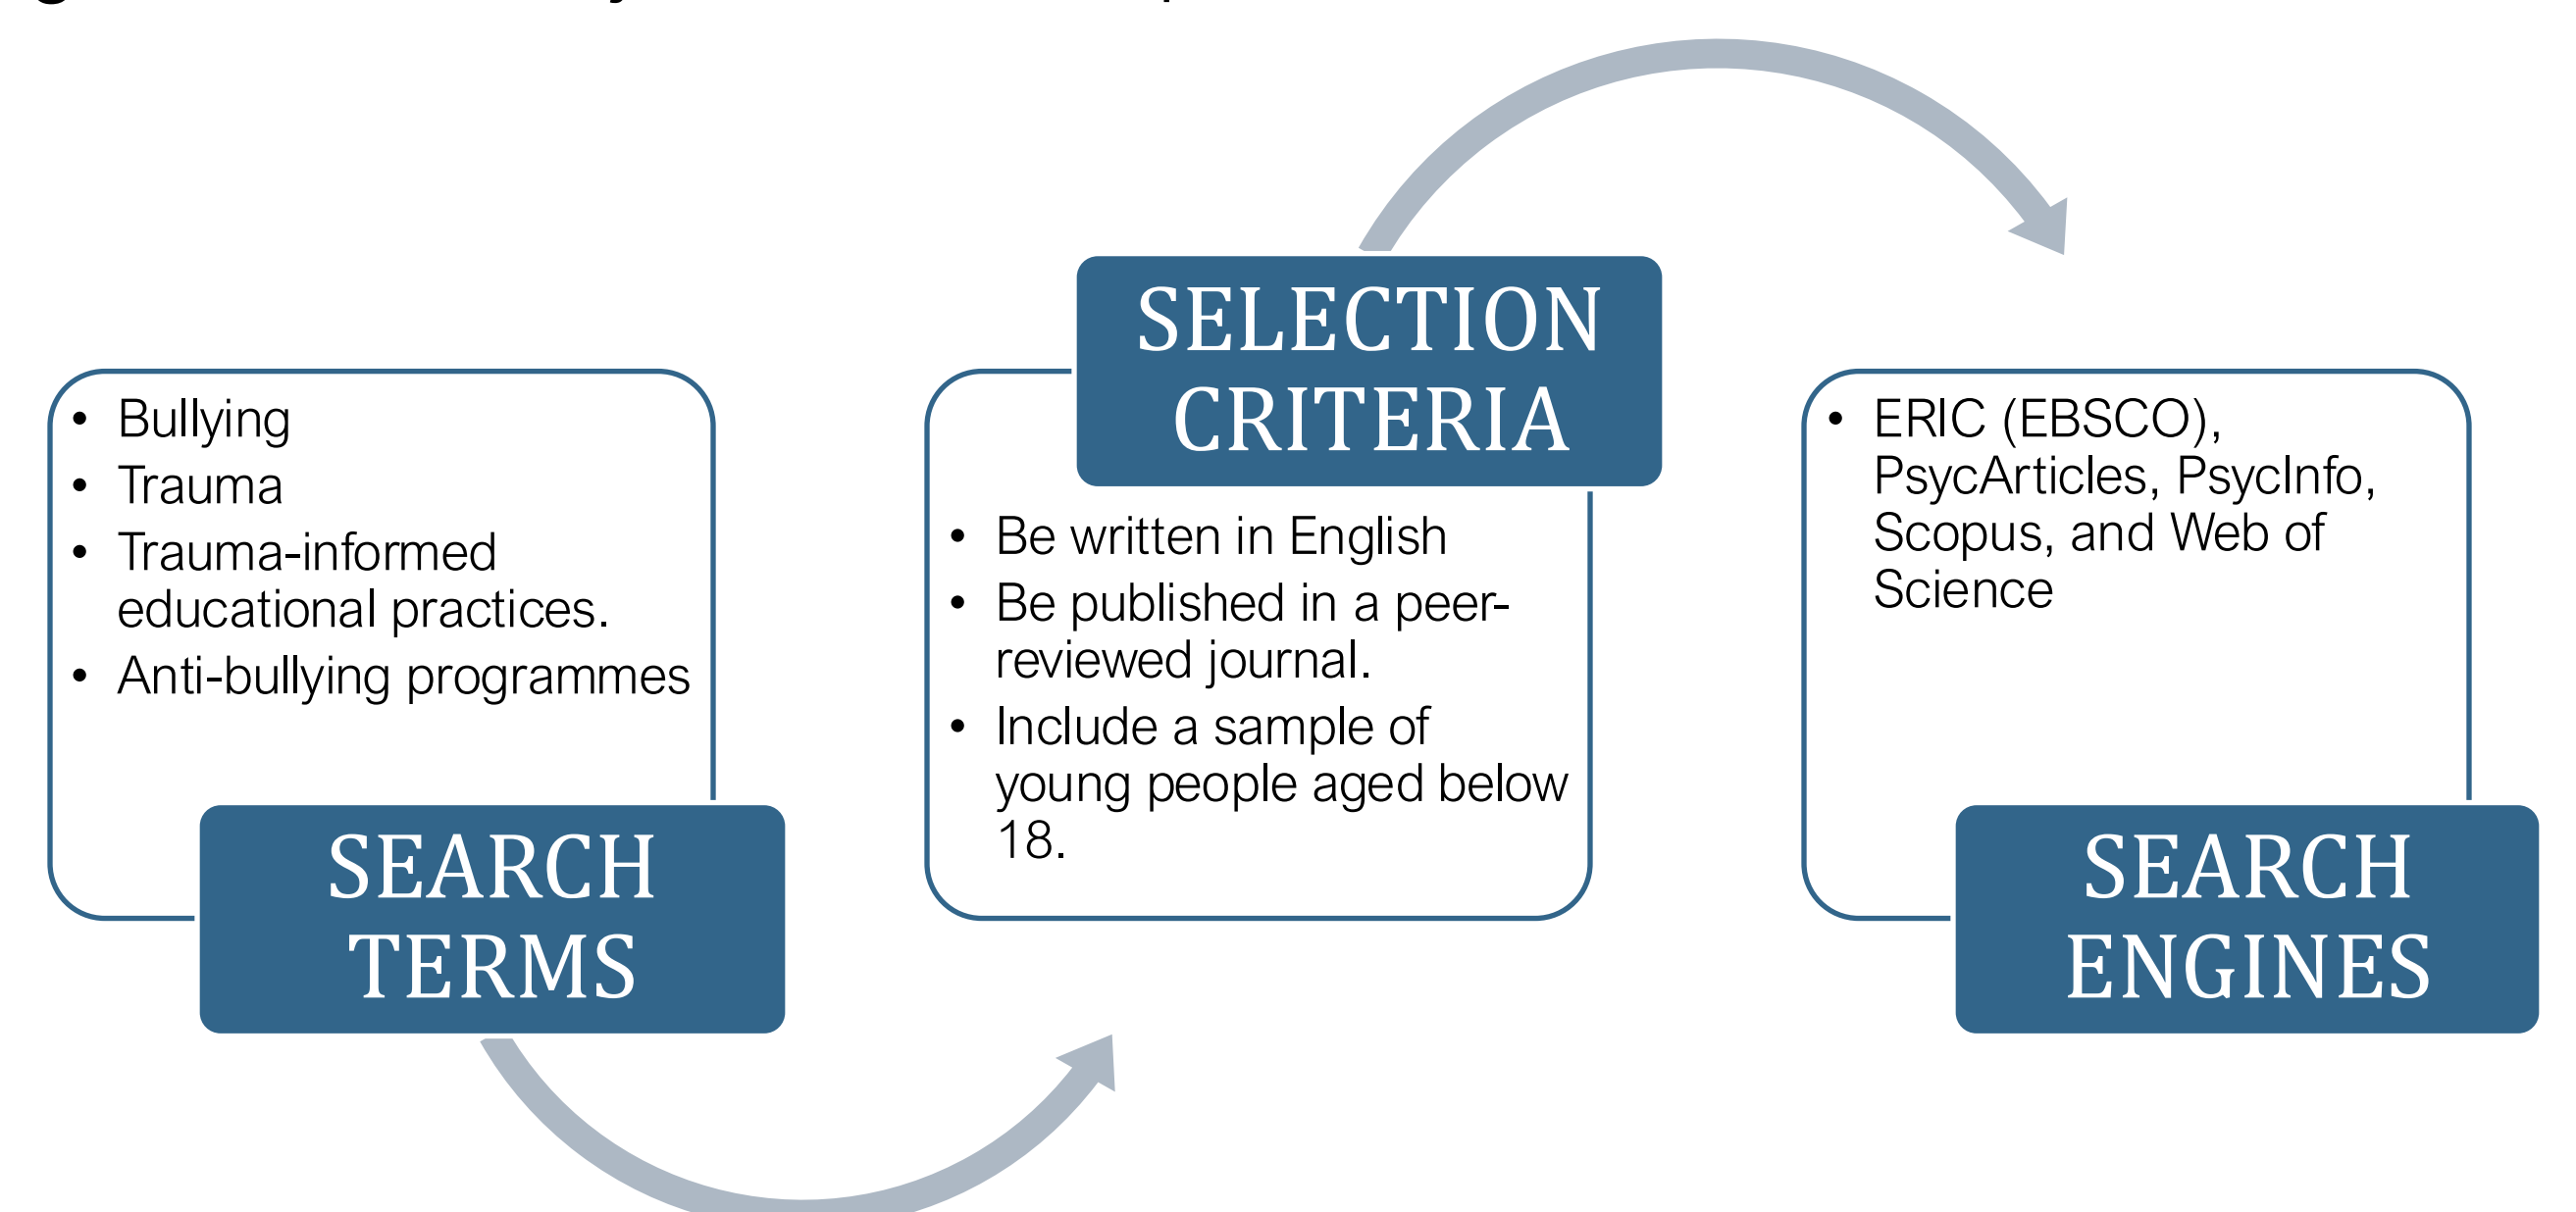 • Bullying
• Trauma
• Trauma-informed
educational practices.
• Anti-bullying programmes
SEARCH
TERMS
SELECTION
CRITERIA
• Be written in English
• Be published in a peer-
reviewed journal.
• Include a sample of
young people aged below
18.
• ERIC (EBSCO),
PsycArticles, PsycInfo,
Scopus, and Web of
Science
SEARCH
ENGINES